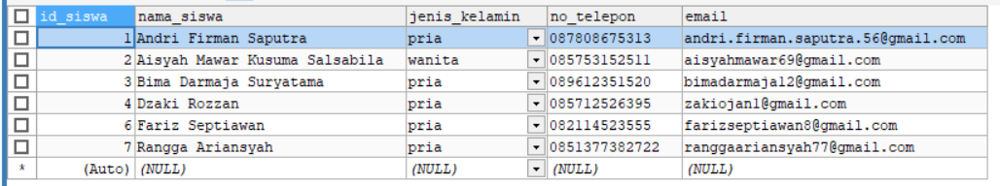 id_siswa nama_siswa jenis_kelamin no_telepon email
1 Andri Firman Saputra pria 087808675313 andri.firman.saputra.56@gmail.com
2 Aisyah Mawar Kusuma Salsabila wanita 085753152511 aisyahmawar69@gmail.com
3 Bima Darmaja Suryatama pria 089612351520 bimadarmaja12@gmail.com
4 Dzaki Rozzan pria 085712526395 zakiojan1@gmail.com
6 Fariz Septiawan pria 082114523555 farizseptiawan8@gmail.com
7 Rangga Ariansyah pria 0851377382722 ranggaariansyah77@gmail.com
* (Auto) (NULL) (NULL) (NULL) (NULL)